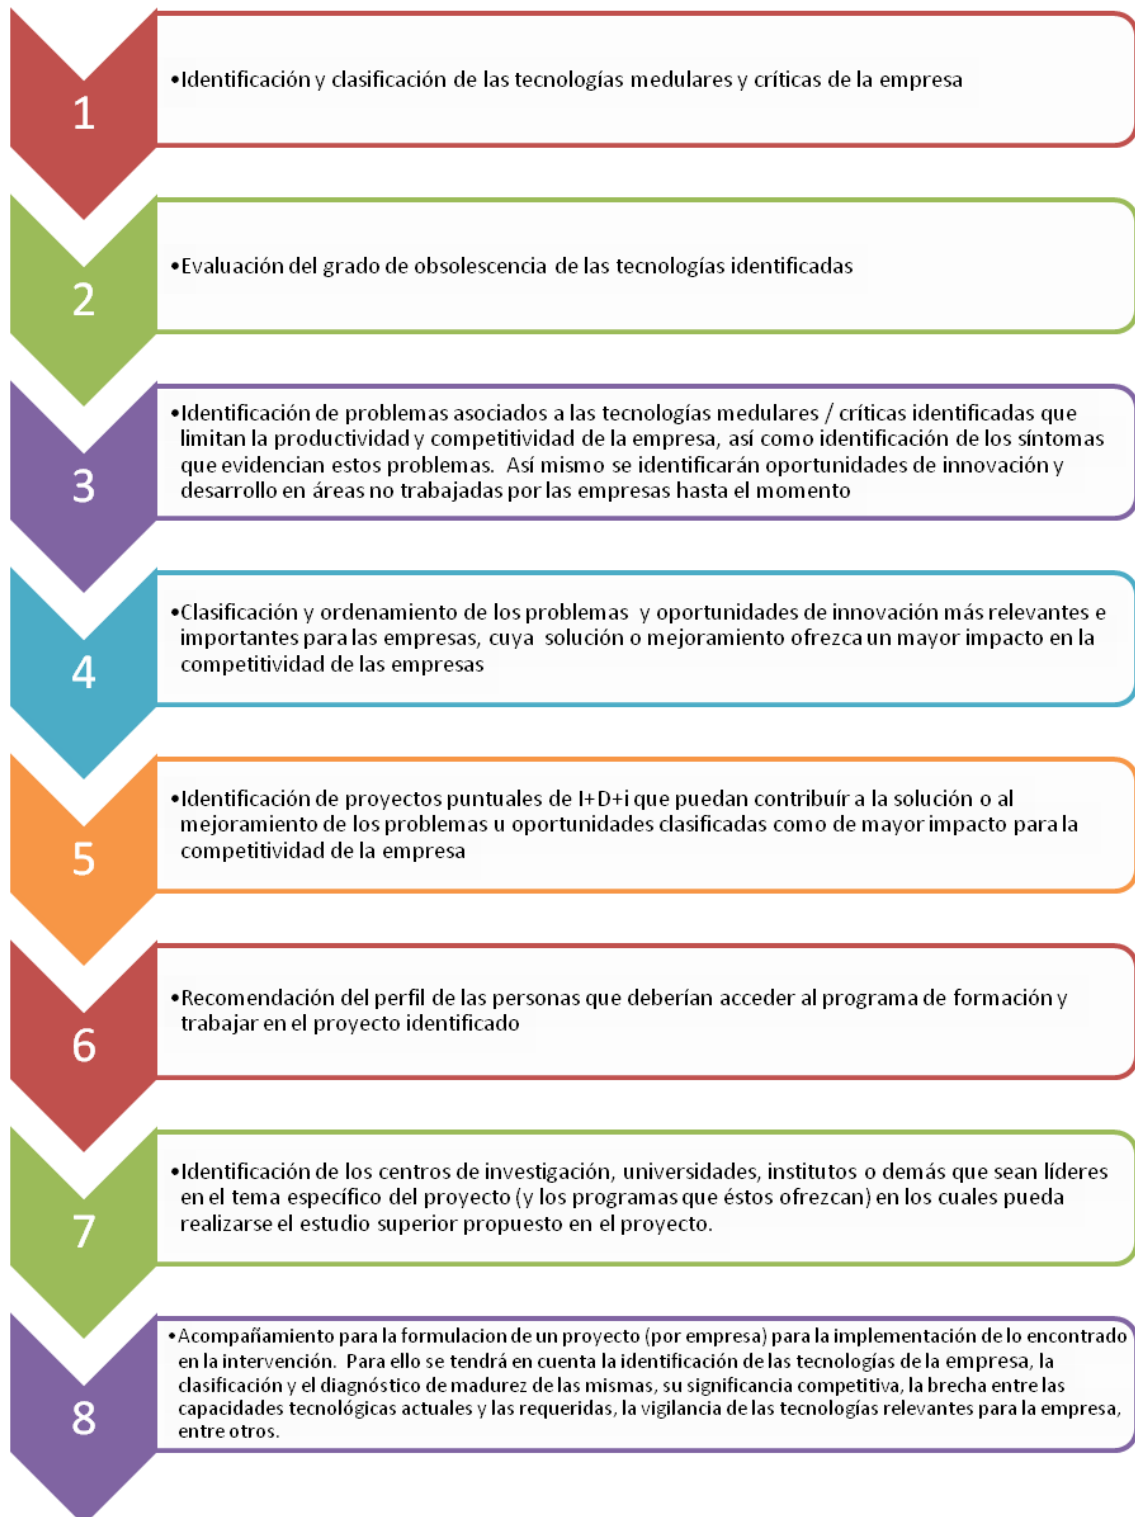 1
•Identificación y clasificación de las tecnologías medulares y críticas de la empresa
2
•Evaluación del grado de obsolescencia de las tecnologías identificadas
3
•Identificación de problemas asociados a las tecnologías medulares / críticas identificadas que
limitan la productividad y competitividad de la empresa, así como identificación de los síntomas
que evidencian estos problemas. Así mismo se identificarán oportunidades de innovación y
desarrollo en áreas no trabajadas por las empresas hasta el momento
4
•Clasificación y ordenamiento de los problemas y oportunidades de innovación más relevantes e
importantes para las empresas, cuya solución o mejoramiento ofrezca un mayor impacto en la
competitividad de las empresas
5
•Identificación de proyectos puntuales de I+D+i que puedan contribuír a la solución o al
mejoramiento de los problemas u oportunidades clasificadas como de mayor impacto para la
competitividad de la empresa
6
•Recomendación del perfil de las personas que deberían acceder al programa de formación y
trabajar en el proyecto identificado
7
•Identificación de los centros de investigación, universidades, institutos o demás que sean líderes
en el tema específico del proyecto (y los programas que éstos ofrezcan) en los cuales pueda
realizarse el estudio superior propuesto en el proyecto.
8
•Acompañamiento para la formulacion de un proyecto (por empresa) para la implementación de lo encontrado
en la intervención. Para ello se tendrá en cuenta la identificación de las tecnologías de la empresa, la
clasificación y el diagnóstico de madurez de las mismas, su significancia competitiva, la brecha entre las
capacidades tecnológicas actuales y las requeridas, la vigilancia de las tecnologías relevantes para la empresa,
entre otros.